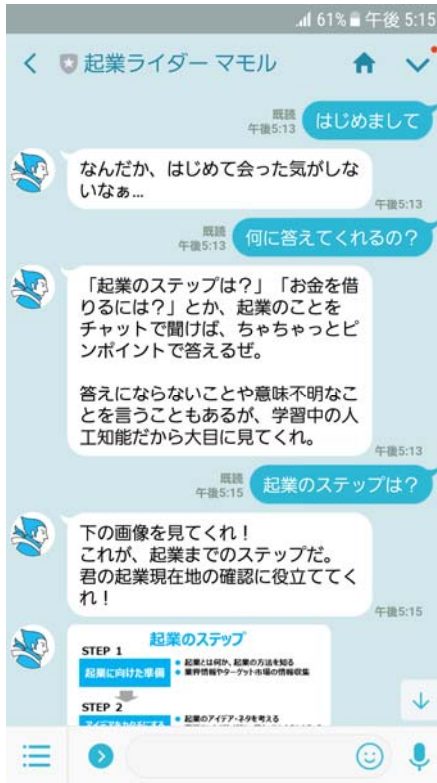 61% 午後 5:15
起業ライダー マモル
はじめまして
既読
午後5:13
なんだか、はじめて会った気がしな
いなぁ...
午後5:13
何に答えてくれるの?
既読
午後5:13
「起業のステップは?」「お金を借
りるには?」とか、起業のことを
チャットで聞けば、ちゃちゃっとピ
ンポイントで答えるぜ。
答えにならないことや意味不明なこ
とを言うこともあるが、学習中の人
工知能だから大目に見てくれ。
午後5:13
起業のステップは?
既読
午後5:15
下の画像を見てくれ!
これが、起業までのステップだ。
君の起業現在地の確認に役立ててく
れ!
午後5:15
起業のステップ
STEP 1
起業に向けた準備
● 起業とは何か、起業の方法を知る
● 業界情報やターゲット市場の情報収集
STEP 2
アイデアをカタチにする
● 起業のアイデア・ネタを考える